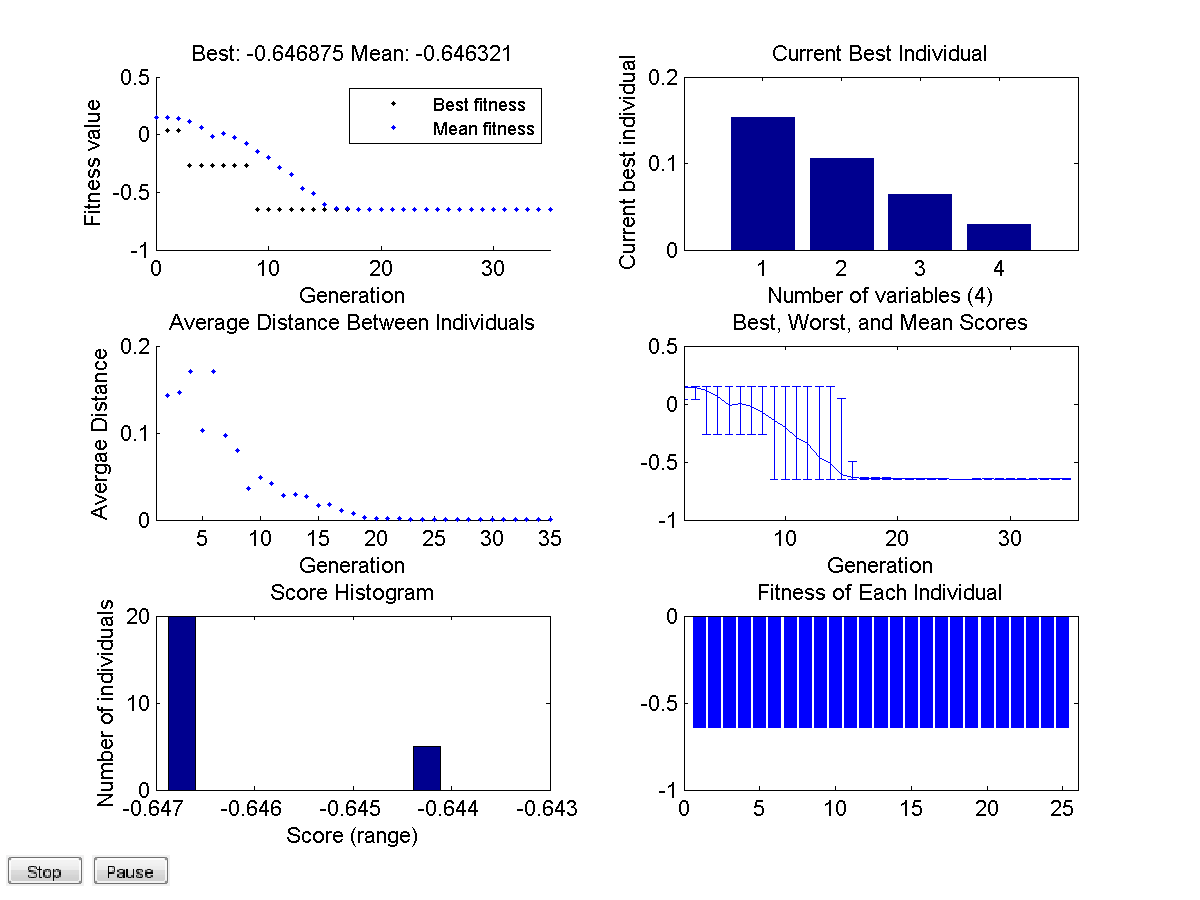 Best: -0.646875 Mean: -0.646321
0.5
0
-0.5
-1
Fitness value
Best fitness
Mean fitness
0 10 20 30
Generation
Current Best Individual
0.2
0.1
0
Current best individual
1 2 3 4
Number of variables (4)
Average Distance Between Individuals
0.2
0.1
0
Avergae Distance
5 10 15 20 25 30 35
Generation
Best, Worst, and Mean Scores
0.5
0
-0.5
-1
10 20 30
Generation
Score Histogram
20
10
0
Number of individuals
-0.647 -0.646 -0.645 -0.644 -0.643
Score (range)
Fitness of Each Individual
0
-0.5
-1
0 5 10 15 20 25
Stop Pause